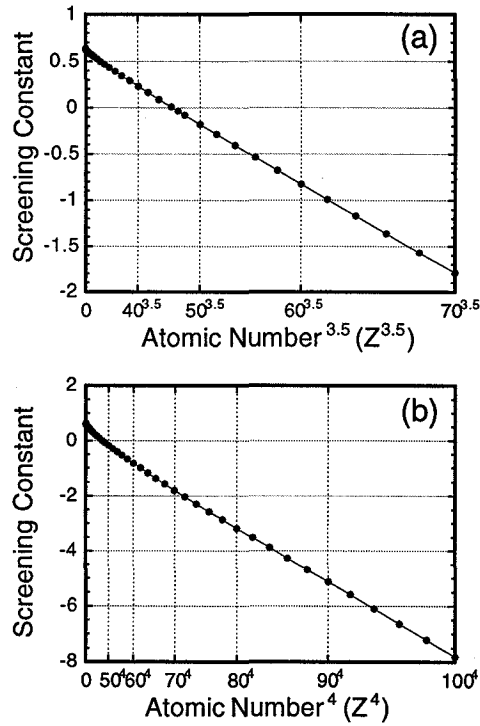 1
(a)
0.5
0
-0.5
-1
-1.5
-2
Screening Constant
0 40^3.5 50^3.5 60^3.5 70^3.5
Atomic Number^3.5 (Z^3.5)
2
(b)
0
-2
-4
-6
-8
Screening Constant
0 50^4 60^4 70^4 80^4 90^4 100^4
Atomic Number^4 (Z^4)